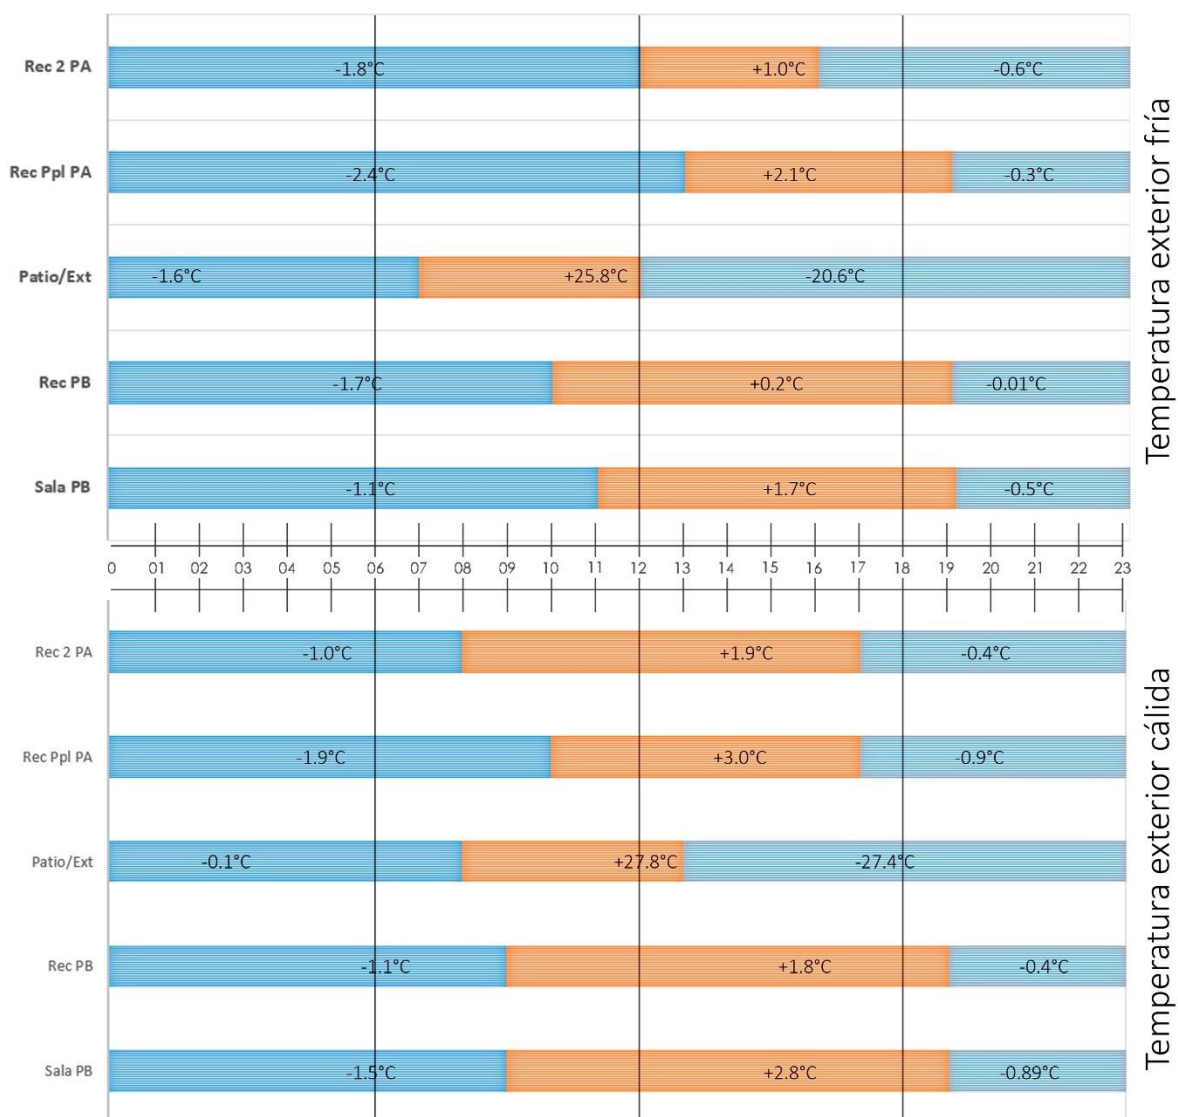 Rec 2 PA -1.8°C +1.0°C -0.6°C
Rec Ppl PA -2.4°C +2.1°C -0.3°C
Patio/Ext -1.6°C +25.8°C -20.6°C
Rec PB -1.7°C +0.2°C -0.01°C
Sala PB -1.1°C +1.7°C -0.5°C
Temperatura exterior fría
0 01 02 03 04 05 06 07 08 09 10 11 12 13 14 15 16 17 18 19 20 21 22 23
Rec 2 PA -1.0°C +1.9°C -0.4°C
Rec Ppl PA -1.9°C +3.0°C -0.9°C
Patio/Ext -0.1°C +27.8°C -27.4°C
Rec PB -1.1°C +1.8°C -0.4°C
Sala PB -1.5°C +2.8°C -0.89°C
Temperatura exterior cálida